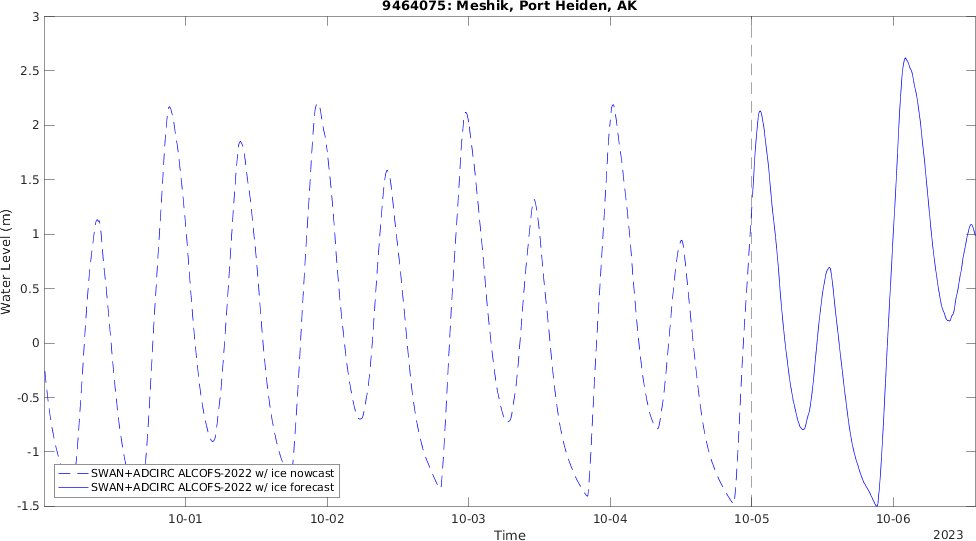 9464075: Meshik, Port Heiden, AK
3
2.5
2
1.5
1
0.5
0
-0.5
-1
-1.5
Water Level (m)
SWAN+ADCIRC ALCOFS-2022 w/ ice nowcast
SWAN+ADCIRC ALCOFS-2022 w/ ice forecast
10-01 10-02 10-03 10-04 10-05 10-06
Time
2023